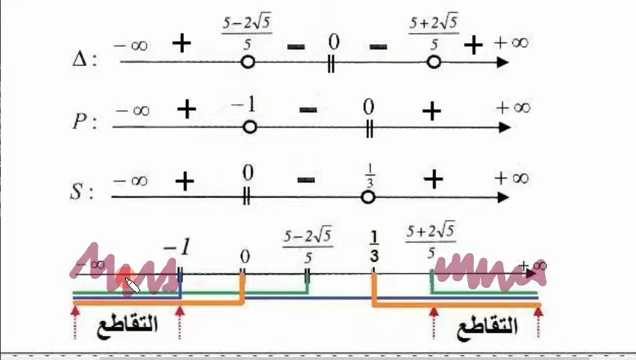 Δ: −∞ + (5−2√5)/5 − 0 − (5+2√5)/5 + +∞
P: −∞ + −1 − 0 + +∞
S: −∞ + 0 − 1/3 + +∞
−∞ −1 0 (5−2√5)/5 1/3 (5+2√5)/5 +∞
التقاطع التقاطع